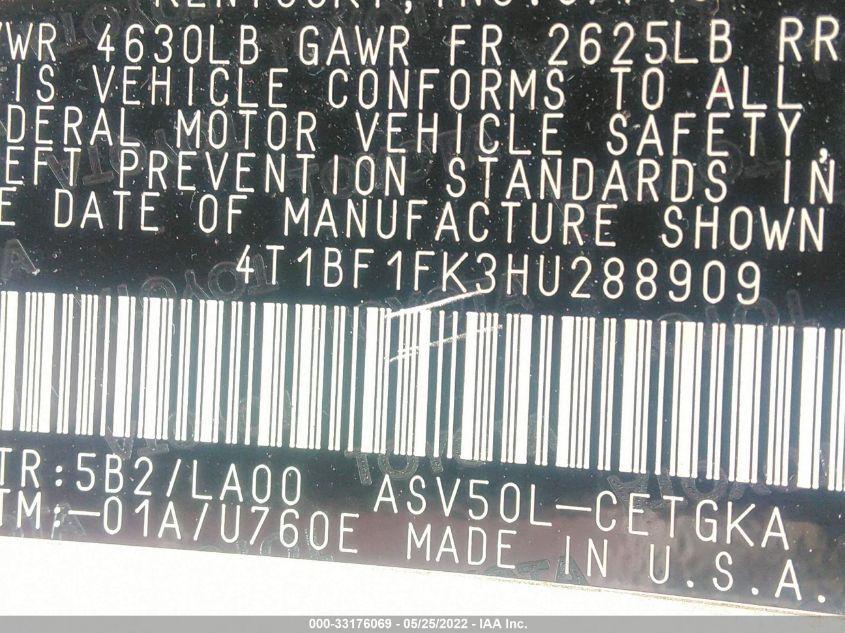 KENTUCKY, INC.
4630LB GAWR FR 2625LB RR
IS VEHICLE CONFORMS TO ALL
DERAL MOTOR VEHICLE SAFETY,
EFT PREVENTION STANDARDS IN
E DATE OF MANUFACTURE SHOWN
4T1BF1FK3HU288909
TR:5B2/LA00 ASV50L-CETGKA
TM:-01A/U760E MADE IN U.S.A.
000-33176069 - 05/25/2022 - IAA Inc.